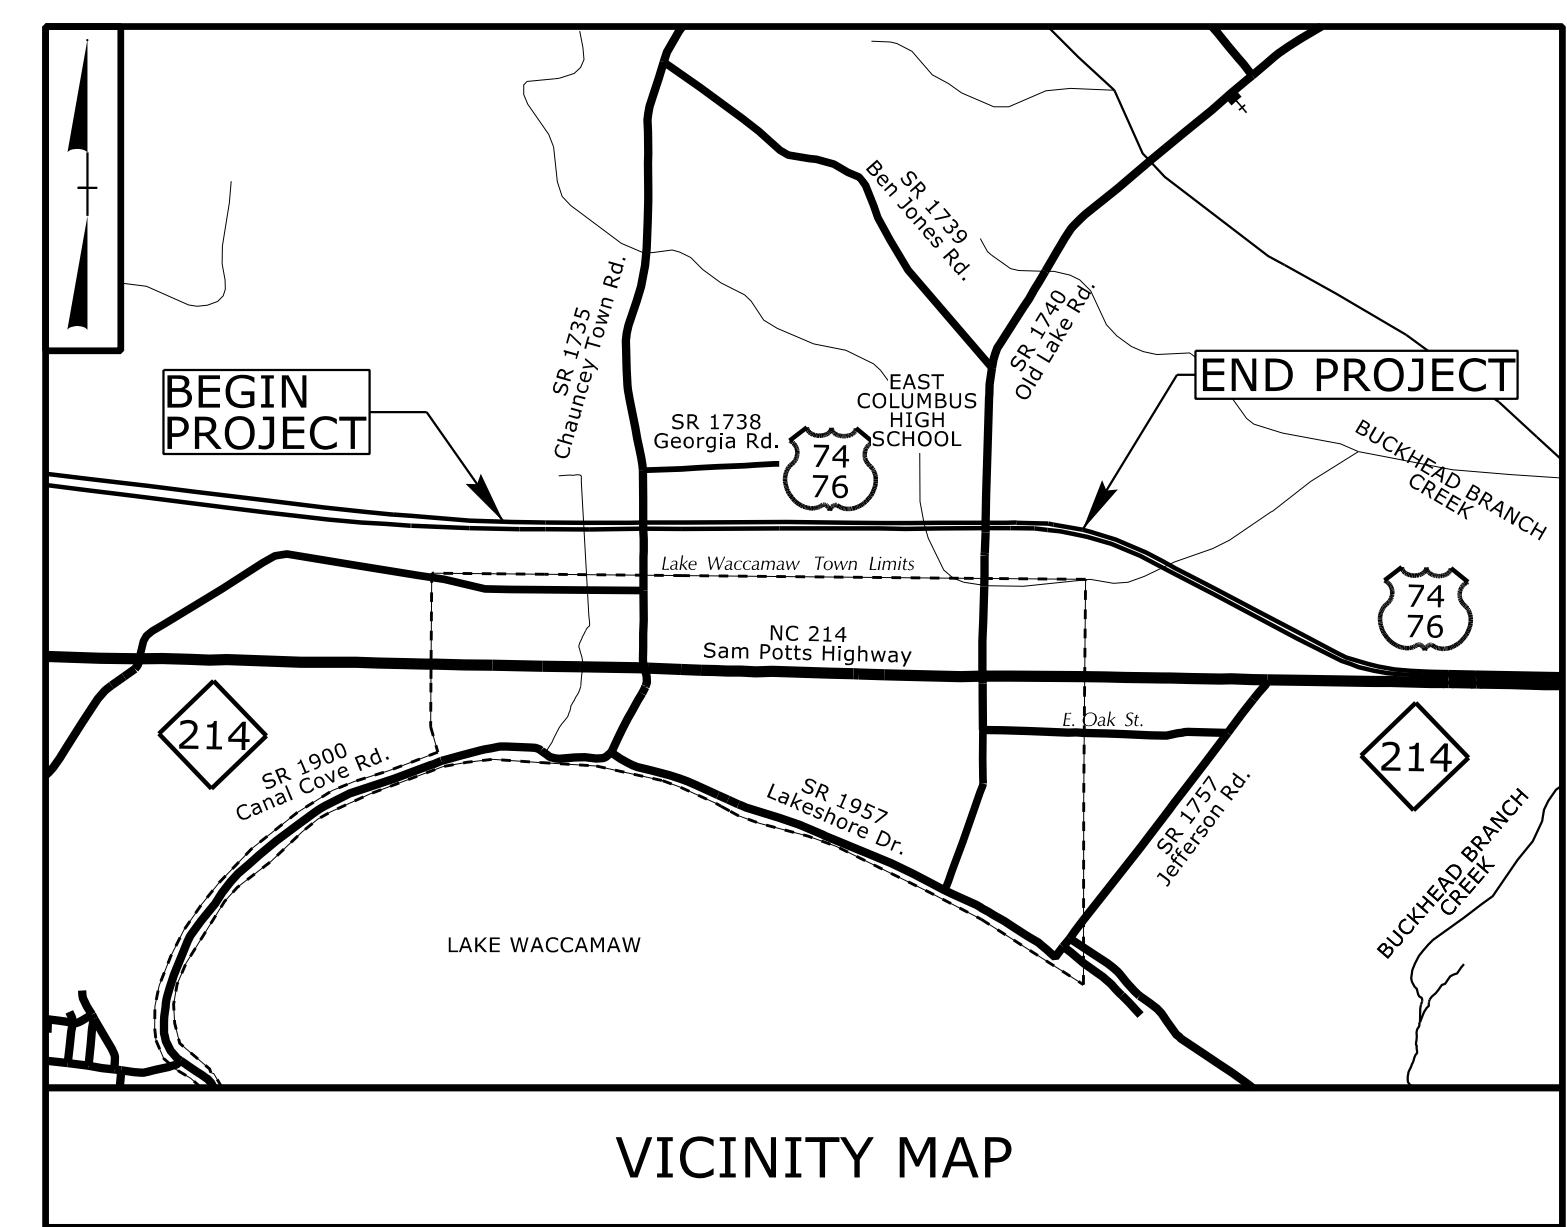 SR 1739
Ben Jones Rd.
SR 1735
Chauncey Town Rd.
SR 1740
Old Lake Rd.
BEGIN
PROJECT
END PROJECT
EAST
COLUMBUS
HIGH
SCHOOL
SR 1738
Georgia Rd.
74
76
BUCKHEAD BRANCH
CREEK
Lake Waccamaw Town Limits
74
76
NC 214
Sam Potts Highway
214
E. Oak St.
214
SR 1900
Canal Cove Rd.
SR 1957
Lakeshore Dr.
SR 1757
Jefferson Rd.
BUCKHEAD BRANCH
CREEK
LAKE WACCAMAW
VICINITY MAP